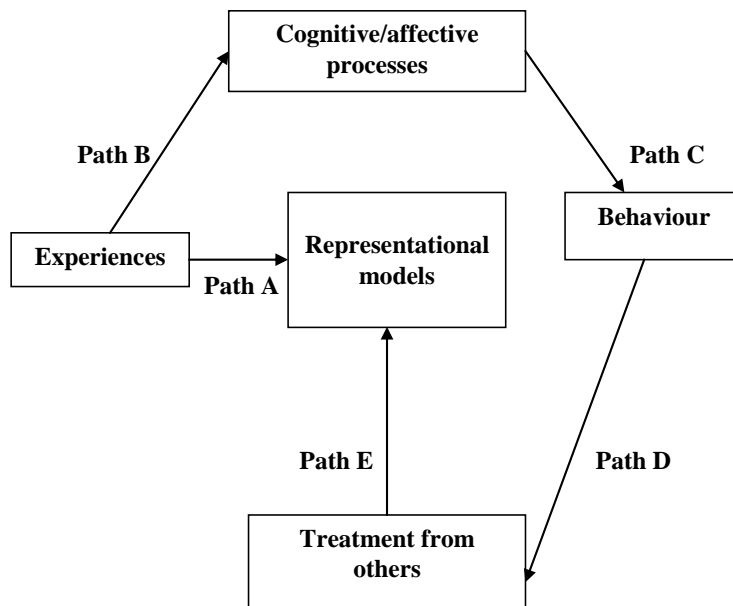 Cognitive/affective
processes
Path B
Path C
Behaviour
Experiences
Representational
models
Path A
Path E
Path D
Treatment from
others